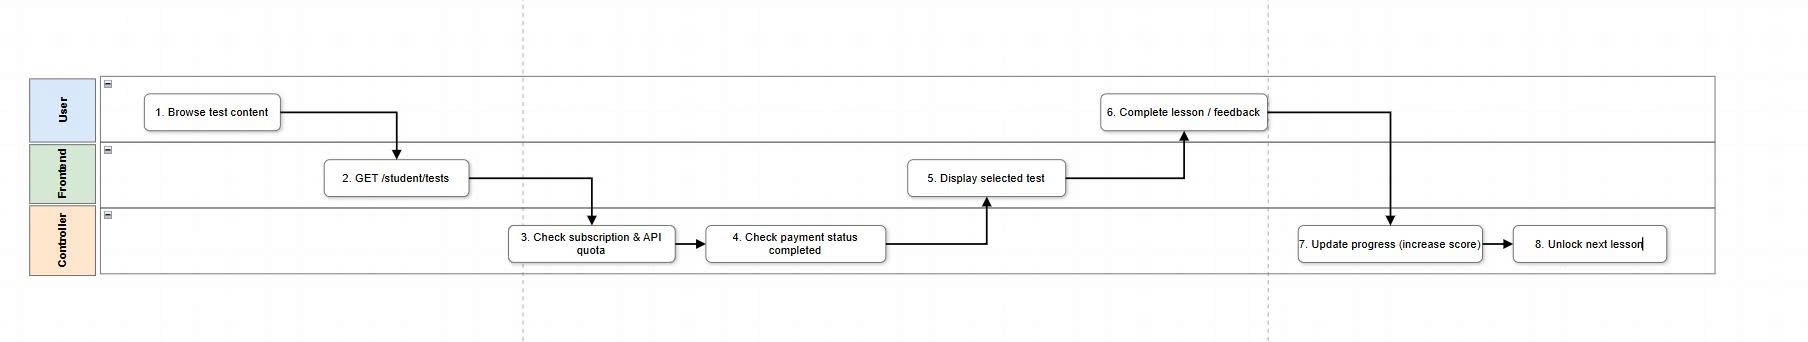 User
1. Browse test content
6. Complete lesson / feedback
Frontend
2. GET /student/tests
5. Display selected test
Controller
3. Check subscription & API
quota
4. Check payment status
completed
7. Update progress (increase score)
8. Unlock next lesson